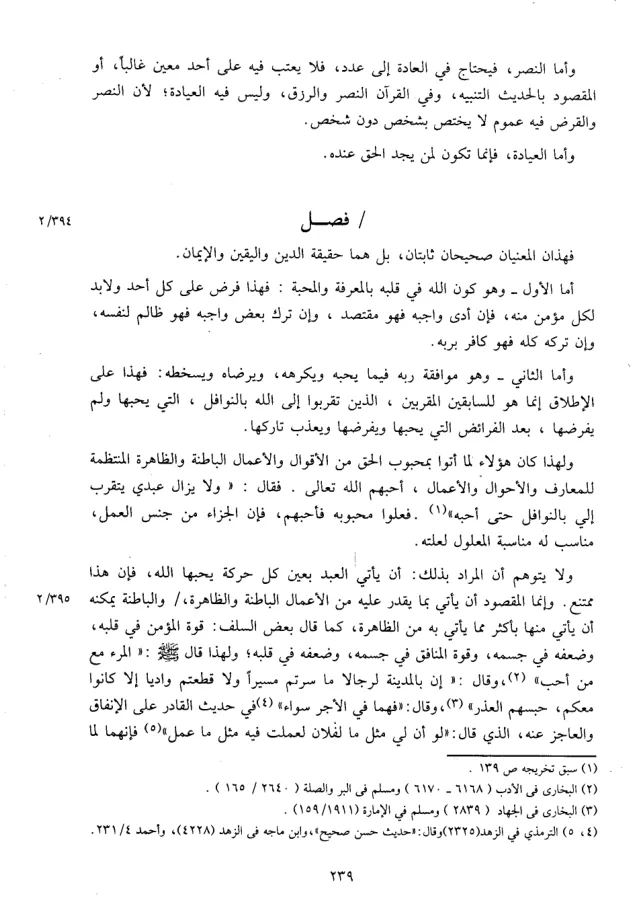 وأما النصر، فيحتاج في العادة إلى عدد، فلا يعتب فيه على أحد معين غالباً، أو
المقصود بالحديث التنبيه، وفي القرآن النصر والرزق، وليس فيه العيادة؛ لأن النصر
والقرض فيه عموم لا يختص بشخص دون شخص.
وأما العيادة، فإنما تكون لمن يجد الحق عنده.
/ فصــل
٢/٣٩٤
فهذان المعنيان صحيحان ثابتان، بل هما حقيقة الدين واليقين والإيمان.
أما الأول ـ وهو كون الله في قلبه بالمعرفة والمحبة : فهذا فرض على كل أحد ولابد
لكل مؤمن منه، فإن أدى واجبه فهو مقتصد ، وإن ترك بعض واجبه فهو ظالم لنفسه،
وإن تركه كله فهو كافر بربه.
وأما الثاني ـ وهو موافقة ربه فيما يحبه ويكرهه، ويرضاه ويسخطه: فهذا على
الإطلاق إنما هو للسابقين المقربين ، الذين تقربوا إلى الله بالنوافل ، التي يحبها ولم
يفرضها ، بعد الفرائض التي يحبها ويفرضها ويعذب تاركها.
ولهذا كان هؤلاء لما أتوا بمحبوب الحق من الأقوال والأعمال الباطنة والظاهرة المنتظمة
للمعارف والأحوال والأعمال ، أحبهم الله تعالى . فقال : « ولا يزال عبدي يتقرب
إلي بالنوافل حتى أحبه»(١) .فعلوا محبوبه فأحبهم، فإن الجزاء من جنس العمل،
مناسب له مناسبة المعلول لعلته.
ولا يتوهم أن المراد بذلك: أن يأتي العبد بعين كل حركة يحبها الله، فإن هذا
ممتنع . وإنما المقصود أن يأتي بما يقدر عليه من الأعمال الباطنة والظاهرة،/ والباطنة يمكنه
٢/٣٩٥
أن يأتي منها بأكثر مما يأتي به من الظاهرة، كما قال بعض السلف: قوة المؤمن في قلبه،
وضعفه في جسمه، وقوة المنافق في جسمه، وضعفه في قلبه؛ ولهذا قال ﷺ :« المرء مع
من أحب» (٢)،وقال :« إن بالمدينة لرجالا ما سرتم مسيراً ولا قطعتم واديا إلا كانوا
معكم، حبسهم العذر» (٣)،وقال:«فهما في الأجر سواء» (٤)في حديث القادر على الإنفاق
والعاجز عنه، الذي قال:«لو أن لي مثل ما لفلان لعملت فيه مثل ما عمل»(٥) فإنهما لما
(١) سبق تخريجه ص ١٣٩ .
(٢) البخارى فى الأدب ( ٦١٦٨ ـ ٦١٧٠ ) ومسلم فى البر والصلة ( ٢٦٤٠ / ١٦٥ ) .
(٣) البخارى فى الجهاد ( ٢٨٣٩ ) ومسلم في الإمارة (١٥٩/١٩١١) .
(٤، ٥) الترمذي في الزهد(٢٣٢٥)وقال:«حديث حسن صحيح»،وابن ماجه فى الزهد (٤٢٢٨)، وأحمد ٢٣١/٤.
٢٣٩